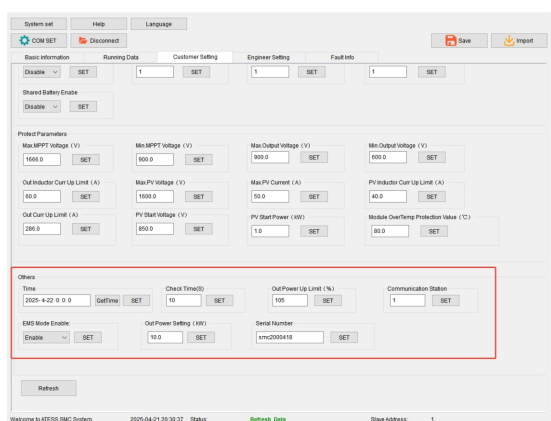 System set Help Language
COM SET Disconnect Save Import
Basic information Running Data Customer Setting Engineer Setting Fault Info
Disable SET 1 SET 1 SET 1 SET
Shared Battery Enabe
Disable SET
Protect Parameters
Max.MPPT Voltage (V) Min.MPPT Voltage (V) Max.Output Voltage (V) Min.Output Voltage (V)
1666.0 SET 900.0 SET 900.0 SET 600.0 SET
Out Inductor Curr Up Limit (A) Max.PV Voltage (V) Max.PV Current (A) PV Inductor Curr Up Limit (A)
60.0 SET 1600.0 SET 50.0 SET 40.0 SET
Out Curr Up Limit (A) PV Start Voltage (V) PV Start Power (kW) Module OverTemp Protection Value (℃)
286.0 SET 850.0 SET 1.0 SET 80.0 SET
Others
Time Check Time(S) Out Power Up Limit (%) Communication Station
2025- 4-22 0: 0: 0 GetTime SET 10 SET 105 SET 1 SET
EMS Mode Enable: Out Power Setting (kW) Serial Number
Enable SET 10.0 SET smc2000418 SET
Refresh
Welcome to ATESS SMC System 2025-04-21 20:30:37 Status: Refresh Data Slave Address: 1